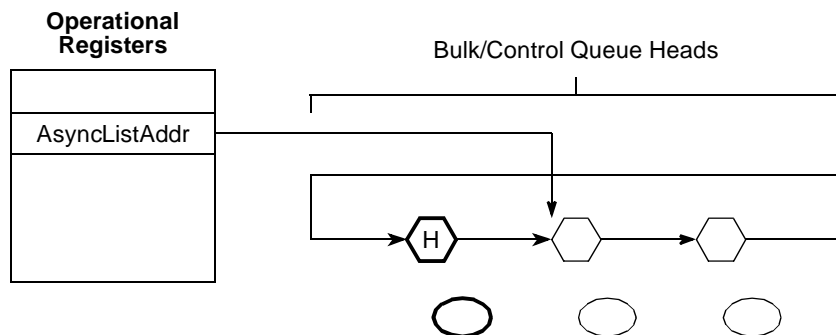 Operational
Registers
Bulk/Control Queue Heads
AsyncListAddr
H